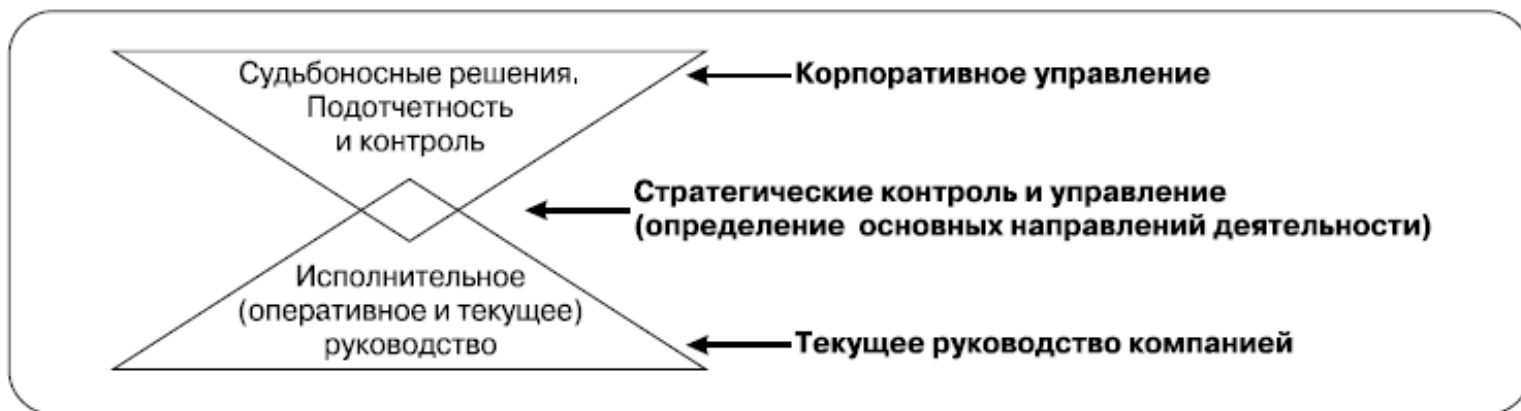 Судьбоносные решения.
Подотчетность
и контроль
Корпоративное управление
Стратегические контроль и управление
(определение основных направлений деятельности)
Исполнительное
(оперативное и текущее)
руководство
Текущее руководство компанией